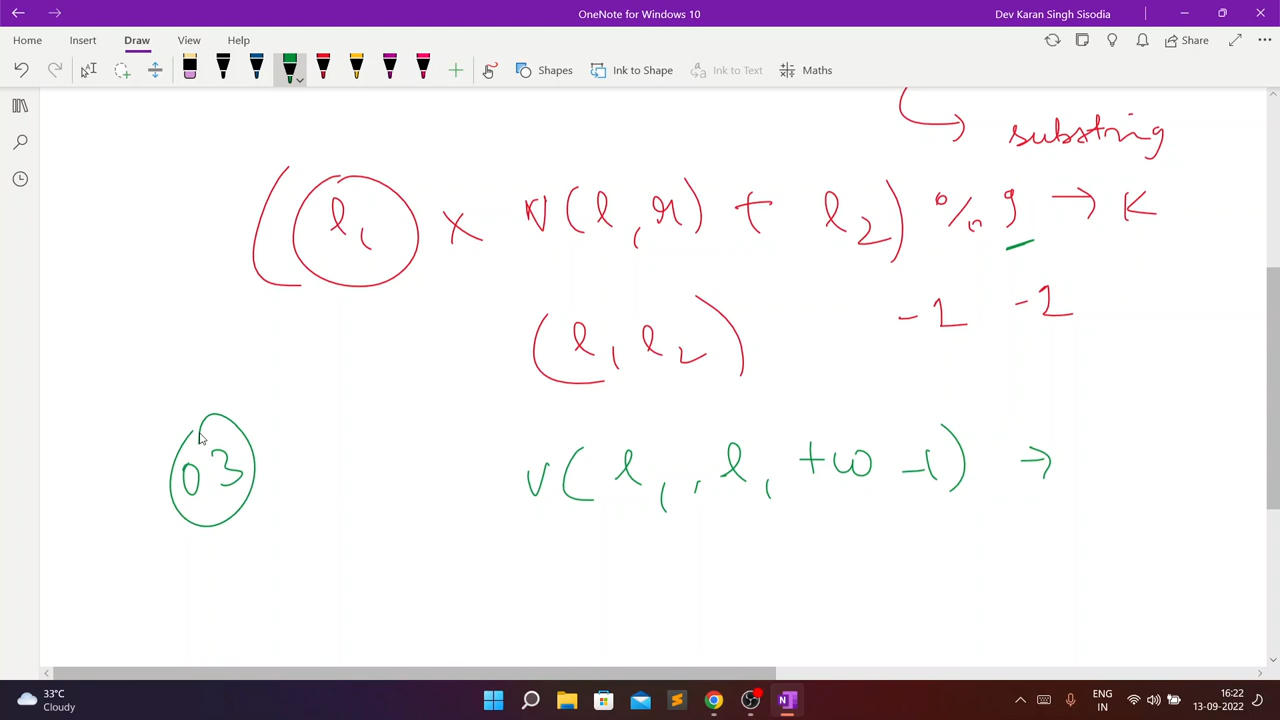 OneNote for Windows 10
Dev Karan Singh Sisodia
Home Insert Draw View Help
Share
Shapes Ink to Shape Ink to Text Maths
substring
(l₁ × V(l, r) + l₂) % 9 → K
-1 -1
(l₁ l₂)
03
V(l₁, l₁ + w - 1) →
33°C
Cloudy
ENG
IN
16:22
13-09-2022